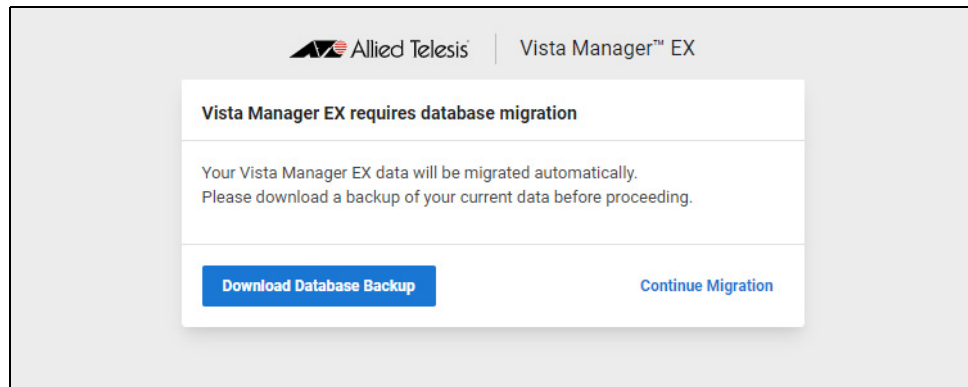 Allied Telesis Vista Manager™ EX
Vista Manager EX requires database migration
Your Vista Manager EX data will be migrated automatically.
Please download a backup of your current data before proceeding.
Download Database Backup Continue Migration